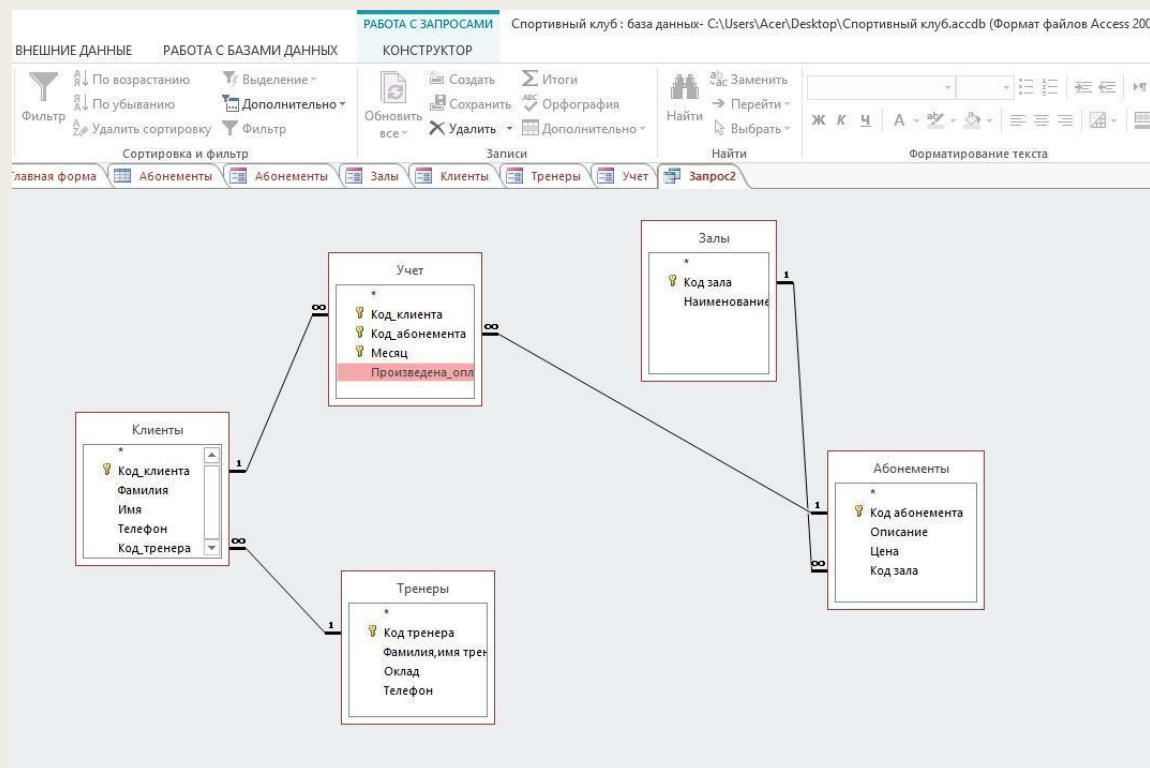 РАБОТА С ЗАПРОСАМИ Спортивный клуб : база данных- C:\Users\Acer\Desktop\Спортивный клуб.accdb (Формат файлов Access 200
ВНЕШНИЕ ДАННЫЕ РАБОТА С БАЗАМИ ДАННЫХ КОНСТРУКТОР
Фильтр
По возрастанию
По убыванию
Удалить сортировку
Выделение
Дополнительно
Фильтр
Сортировка и фильтр
Обновить
все
Создать
Сохранить
Удалить
Итоги
Орфография
Дополнительно
Записи
Найти
Заменить
Перейти
Выбрать
Найти
Ж К Ч А
Форматирование текста
лавная форма Абонементы Абонементы Залы Клиенты Тренеры Учет Запрос2
Залы
*
Код зала
Наименование
1
Учет
*
Код_клиента
Код_абонемента
Месяц
Произведена_опл
∞
∞
Клиенты
*
Код_клиента
Фамилия
Имя
Телефон
Код_тренера
1
∞
Абонементы
*
Код абонемента
Описание
Цена
Код зала
1
∞
Тренеры
*
Код тренера
Фамилия,имя трен
Оклад
Телефон
1